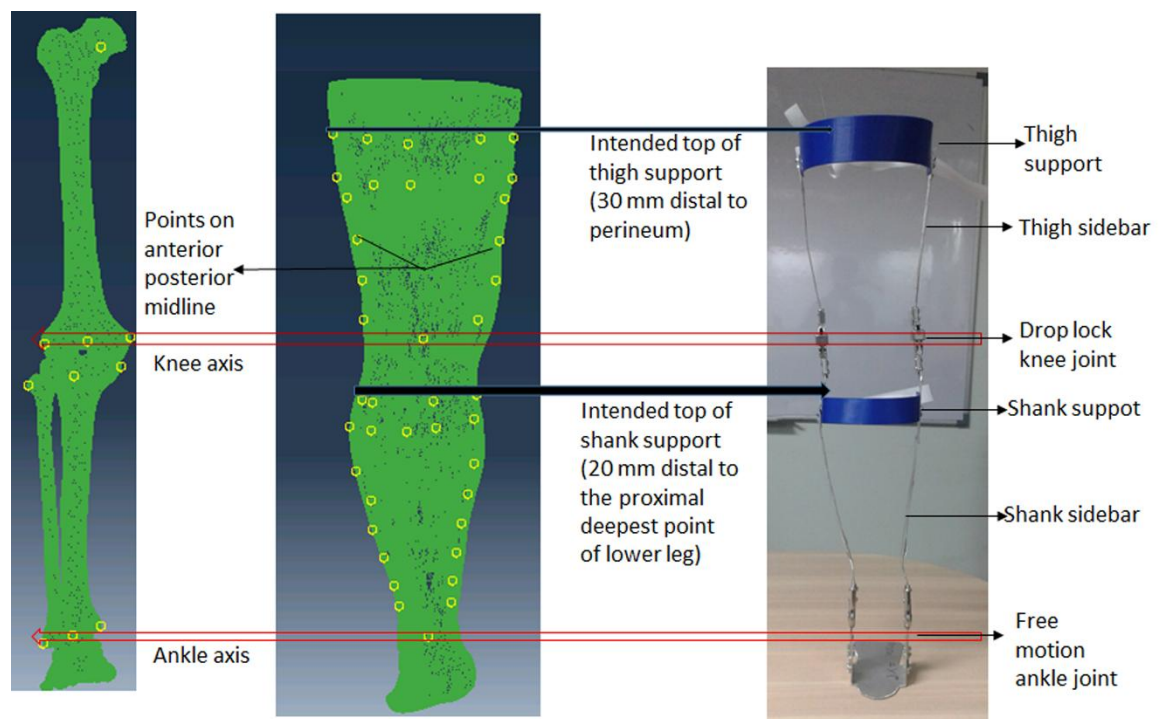 Points on
anterior
posterior
midline
Knee axis
Ankle axis
Intended top of
thigh support
(30 mm distal to
perineum)
Intended top of
shank support
(20 mm distal to
the proximal
deepest point
of lower leg)
Thigh
support
Thigh sidebar
Drop lock
knee joint
Shank suppot
Shank sidebar
Free
motion
ankle joint